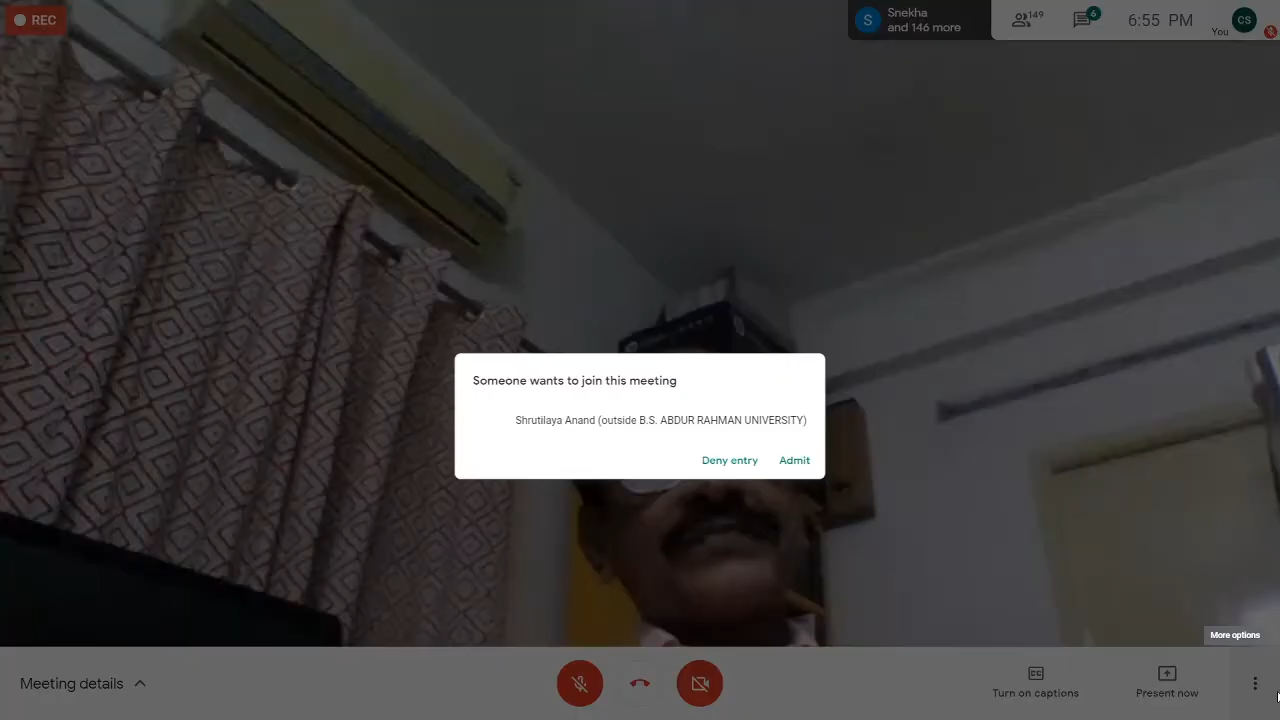 REC
S
Snekha
and 146 more
149
6
6:55 PM
You
CS
Someone wants to join this meeting
Shrutilaya Anand (outside B.S. ABDUR RAHMAN UNIVERSITY)
Deny entry
Admit
More options
Meeting details
CC
Turn on captions
Present now